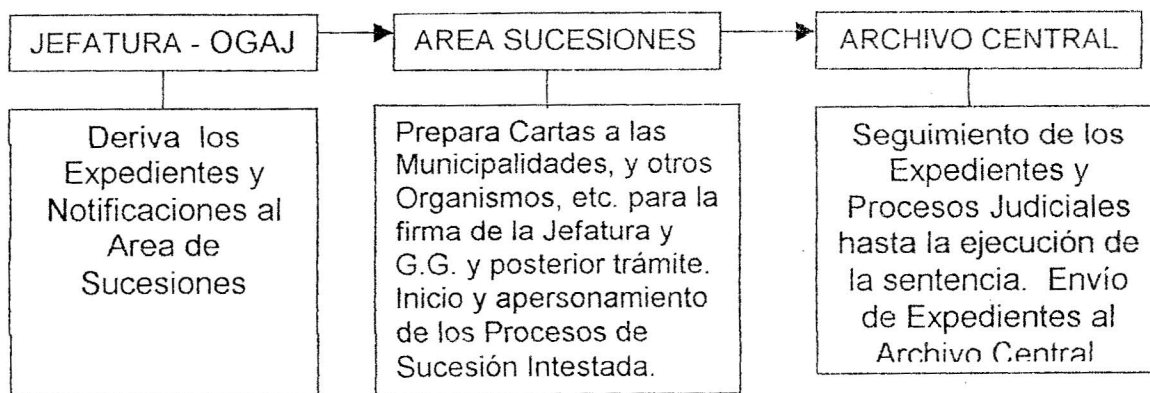 JEFATURA - OGAJ
AREA SUCESIONES
ARCHIVO CENTRAL
Deriva los
Expedientes y
Notificaciones al
Area de
Sucesiones
Prepara Cartas a las
Municipalidades, y otros
Organismos, etc. para la
firma de la Jefatura y
G.G. y posterior trámite.
Inicio y apersonamiento
de los Procesos de
Sucesión Intestada.
Seguimiento de los
Expedientes y
Procesos Judiciales
hasta la ejecución de
la sentencia. Envío
de Expedientes al
Archivo Central